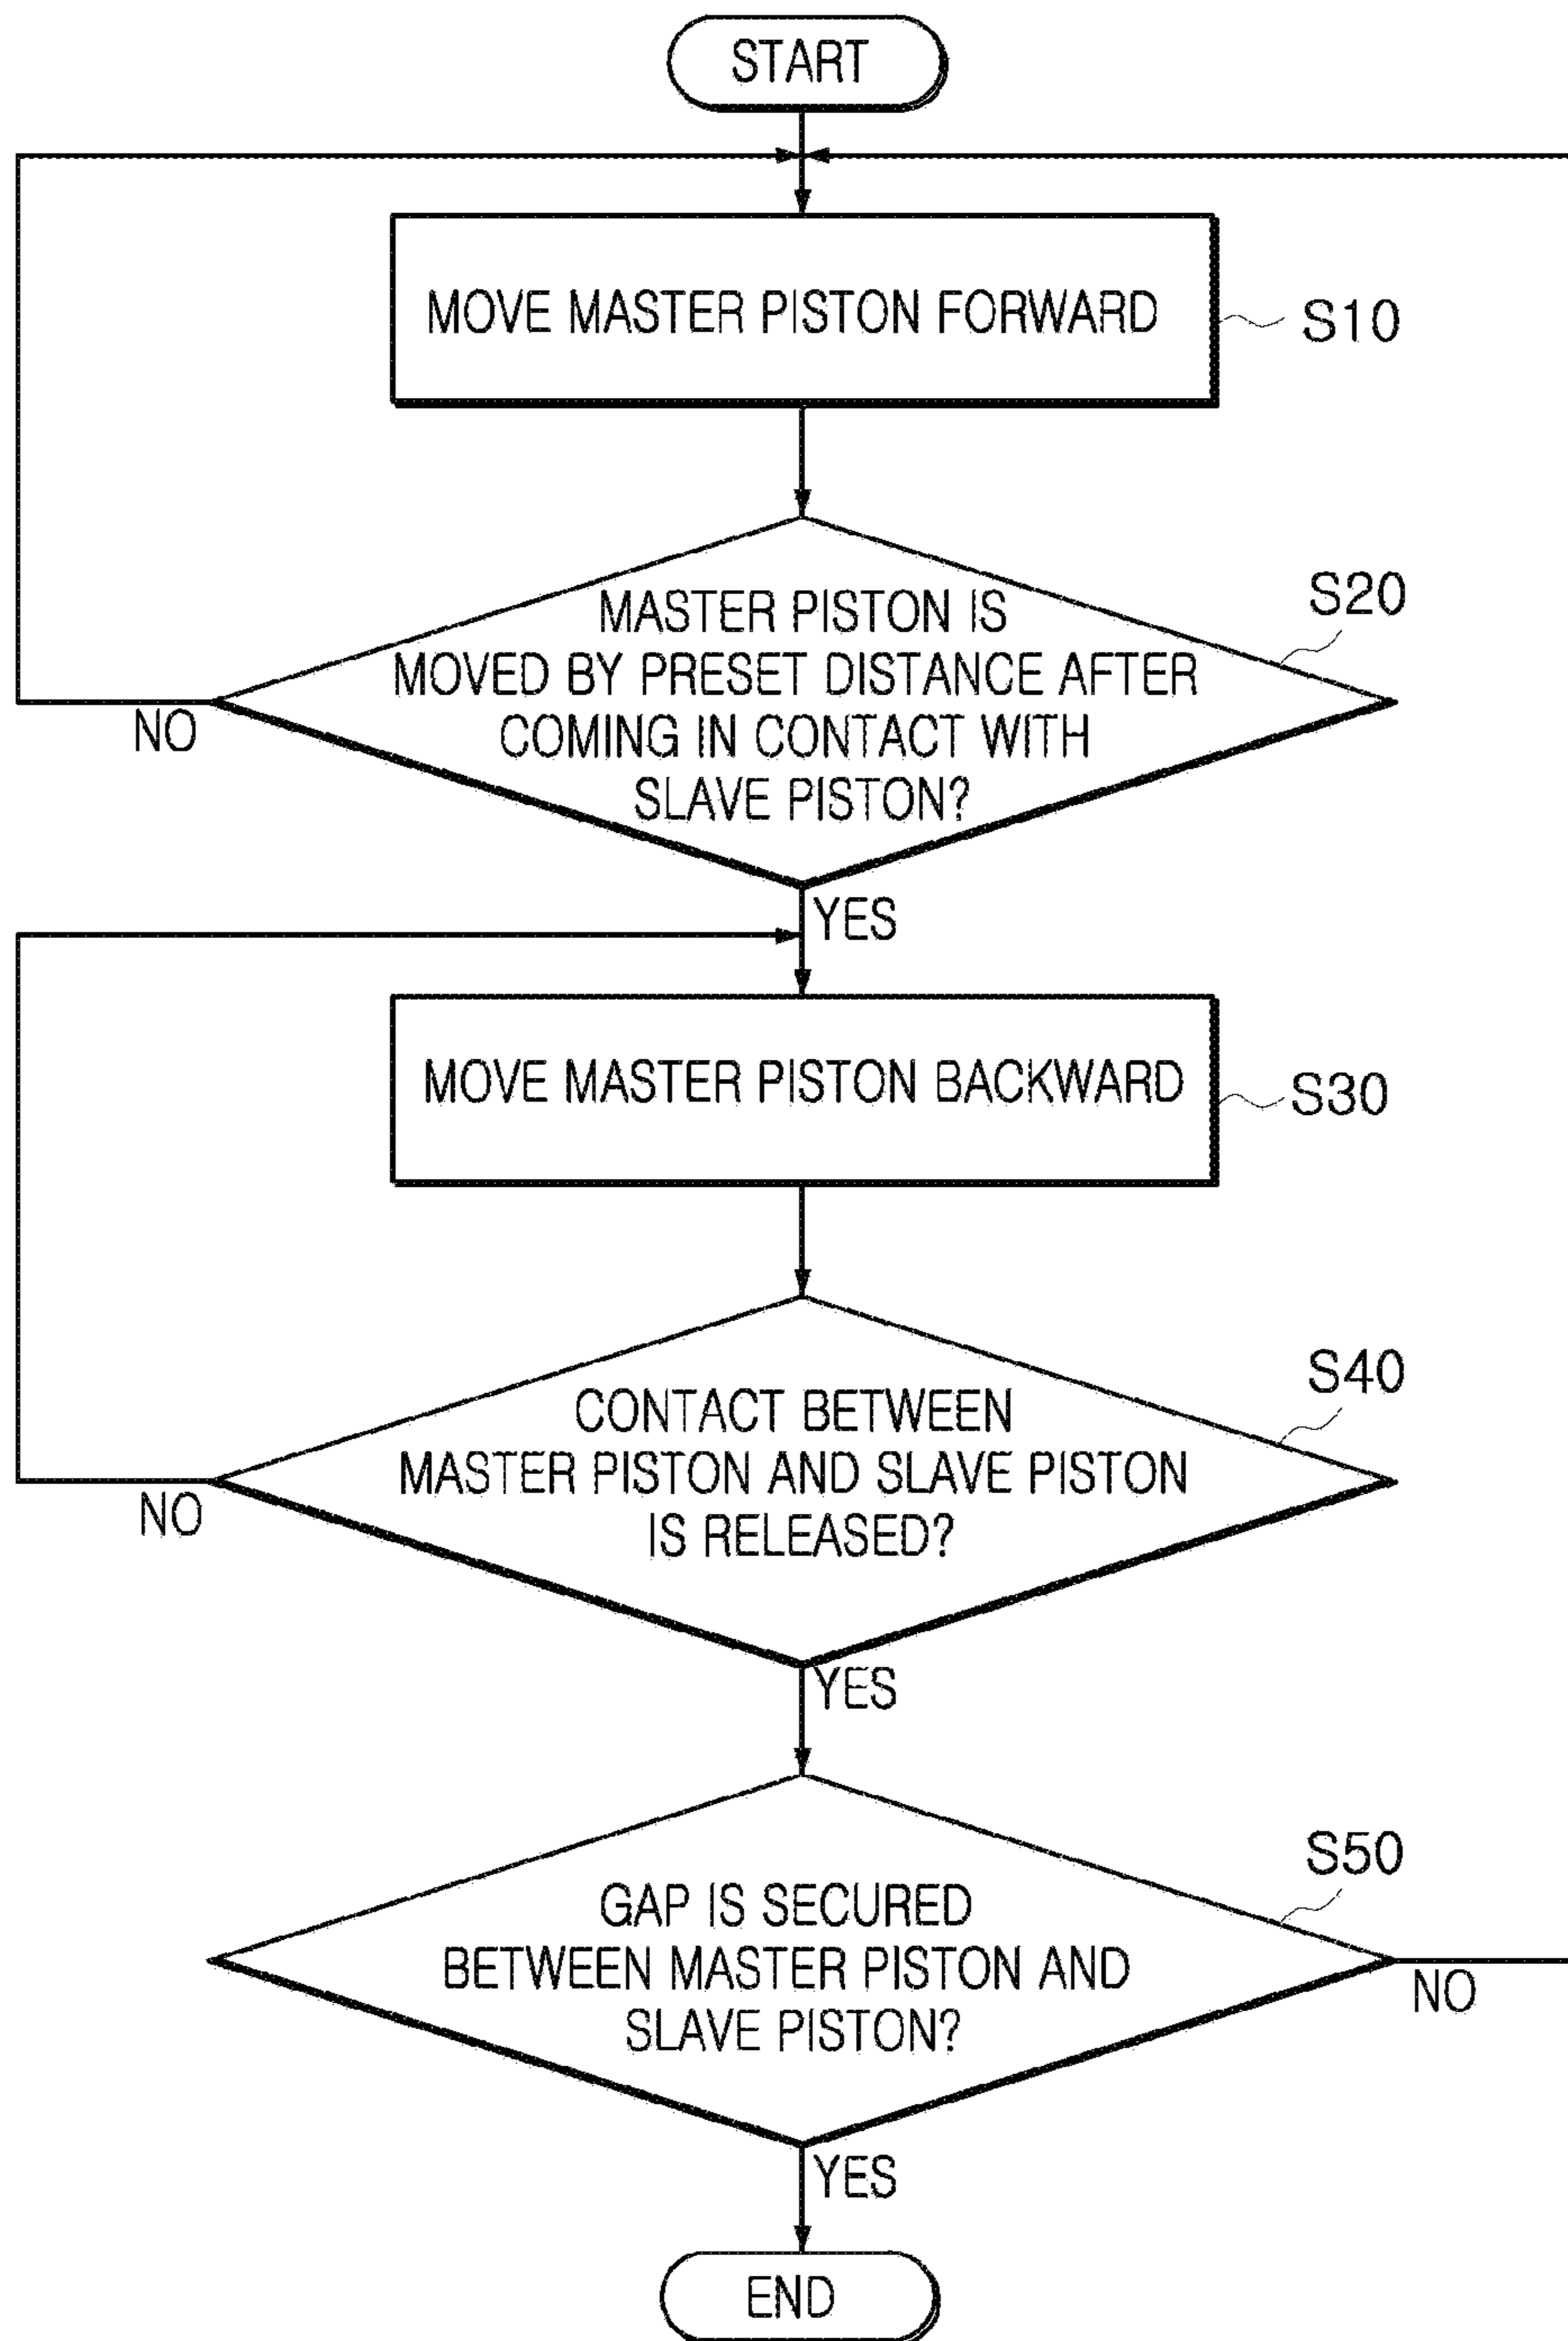 START
MOVE MASTER PISTON FORWARD
S10
S20
MASTER PISTON IS
MOVED BY PRESET DISTANCE AFTER
COMING IN CONTACT WITH
SLAVE PISTON?
NO
YES
MOVE MASTER PISTON BACKWARD
S30
S40
CONTACT BETWEEN
MASTER PISTON AND SLAVE PISTON
IS RELEASED?
NO
YES
S50
GAP IS SECURED
BETWEEN MASTER PISTON AND
SLAVE PISTON?
NO
YES
END